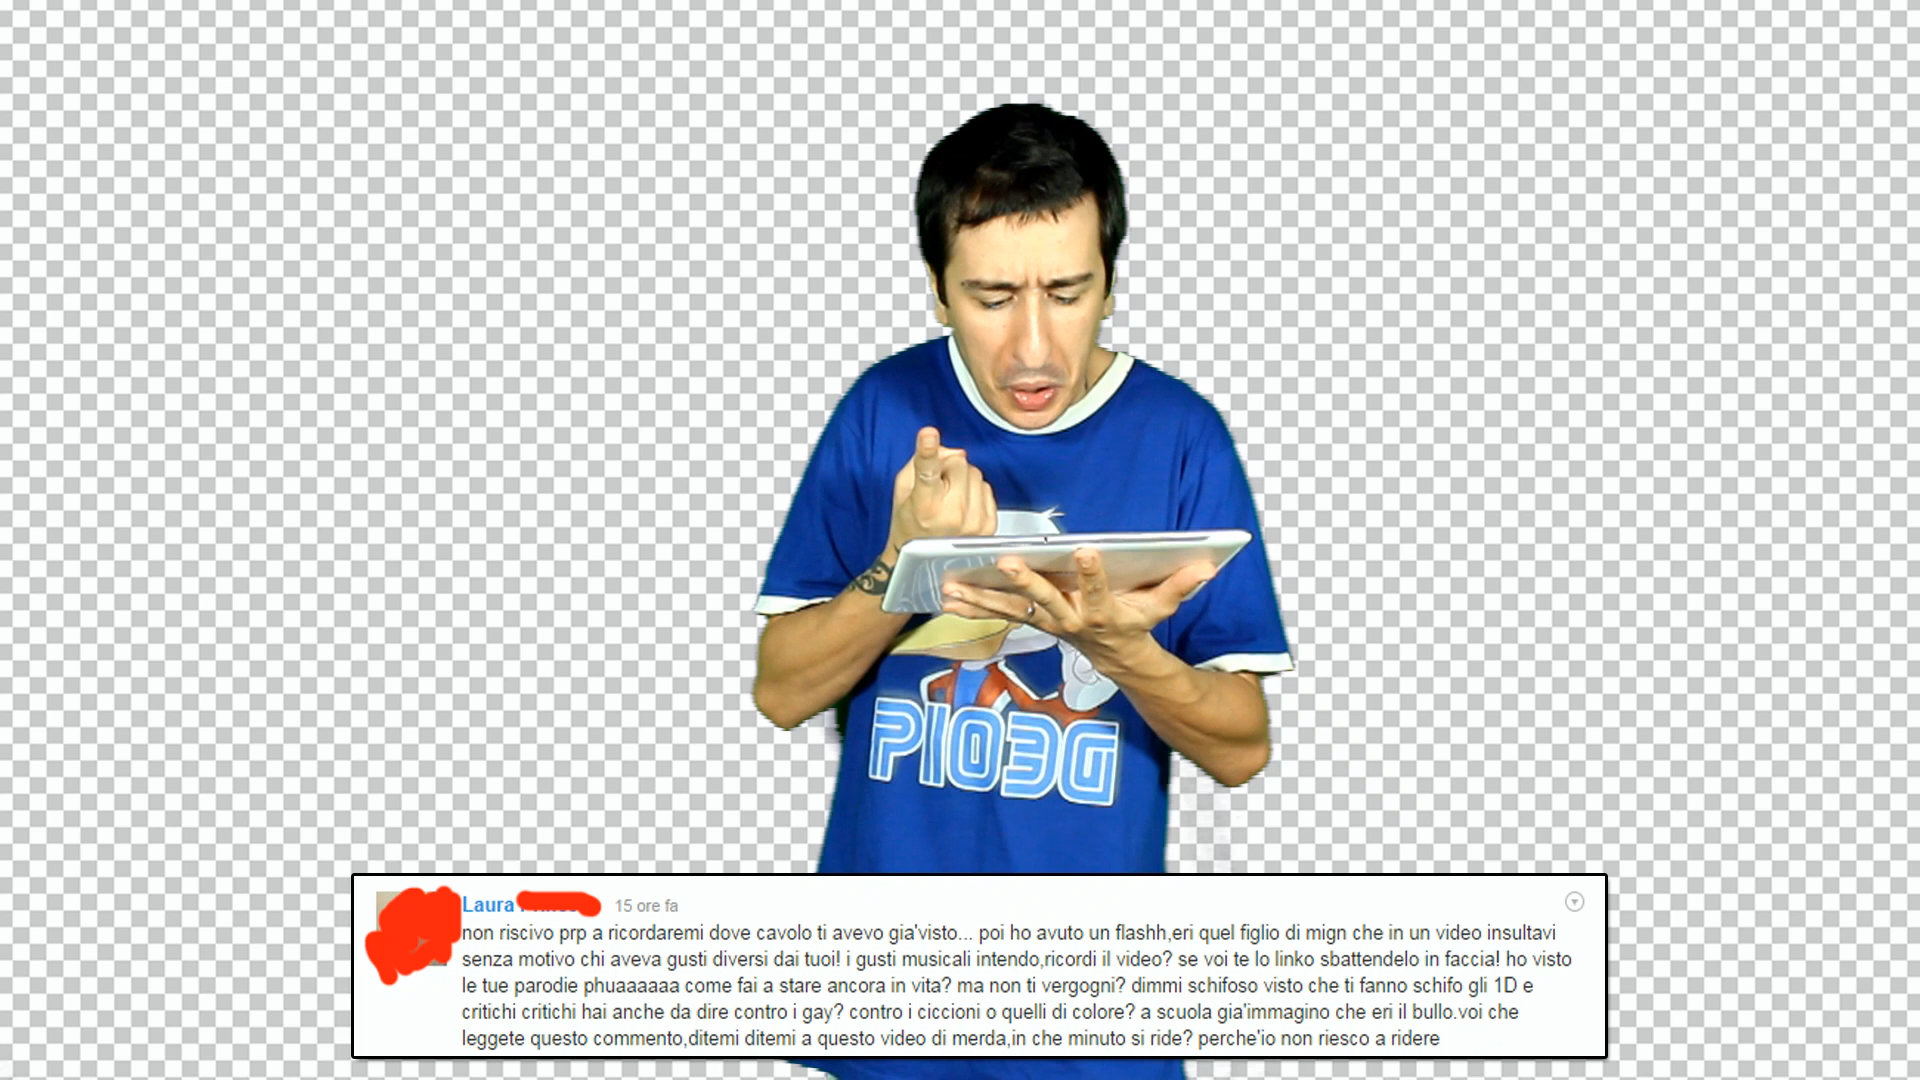 PIO3G
Laura
15 ore fa
non riscivo prp a ricordaremi dove cavolo ti avevo gia'visto... poi ho avuto un flashh,eri quel figlio di mign che in un video insultavi
senza motivo chi aveva gusti diversi dai tuoi! i gusti musicali intendo,ricordi il video? se voi te lo linko sbattendelo in faccia! ho visto
le tue parodie phuaaaaaa come fai a stare ancora in vita? ma non ti vergogni? dimmi schifoso visto che ti fanno schifo gli 1D e
critichi critichi hai anche da dire contro i gay? contro i ciccioni o quelli di colore? a scuola gia'immagino che eri il bullo.voi che
leggete questo commento,ditemi ditemi a questo video di merda,in che minuto si ride? perche'io non riesco a ridere